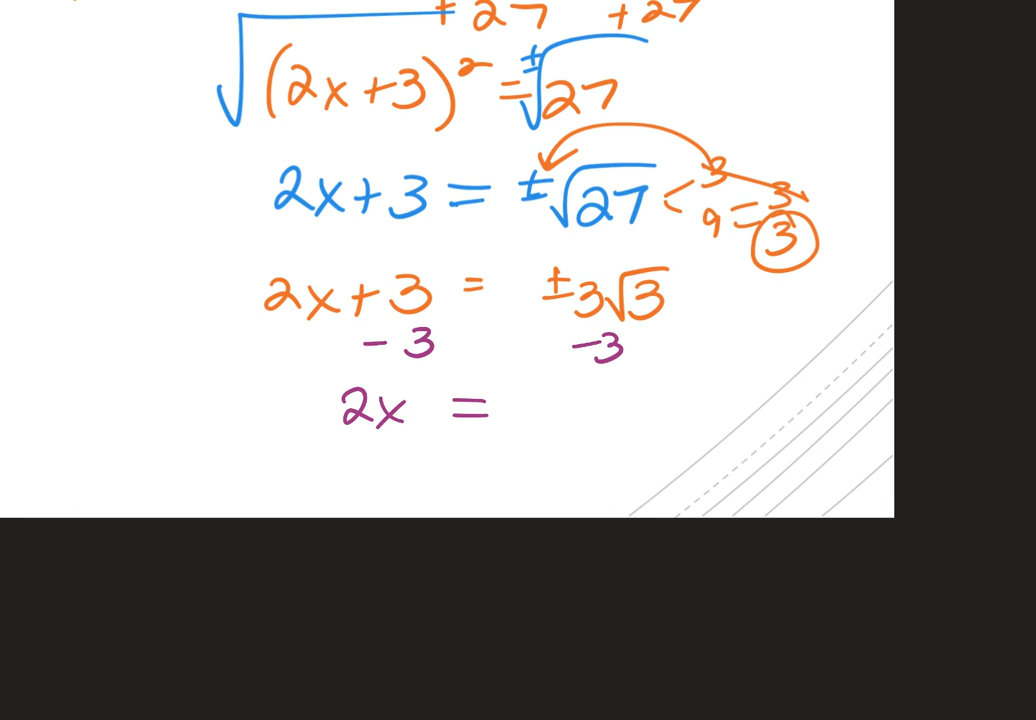 + 27 + 27
√(2x+3)² = ±√27
2x+3 = ±√27 < 3
9 = 3
3
2x+3 = ±3√3
- 3 -3
2x =